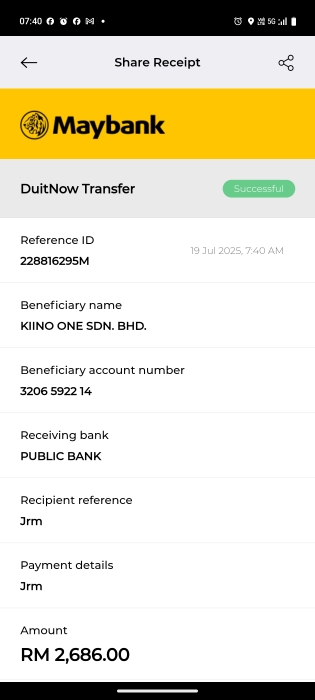 07:40
5G
Share Receipt
Maybank
DuitNow Transfer
Successful
Reference ID
19 Jul 2025, 7:40 AM
228816295M
Beneficiary name
KIINO ONE SDN. BHD.
Beneficiary account number
3206 5922 14
Receiving bank
PUBLIC BANK
Recipient reference
Jrm
Payment details
Jrm
Amount
RM 2,686.00